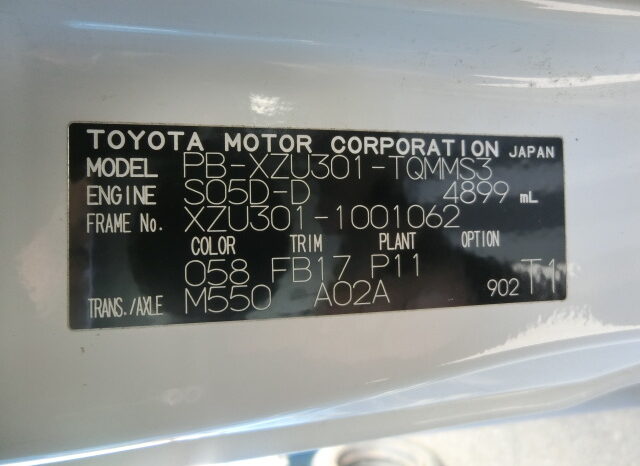 TOYOTA MOTOR CORPORATION JAPAN
MODEL PB-XZU301-TQMMS3
ENGINE S05D-D 4899 mL
FRAME No. XZU301-1001062
COLOR TRIM PLANT OPTION
058 FB17 P11
TRANS./AXLE M550 A02A 902 T1